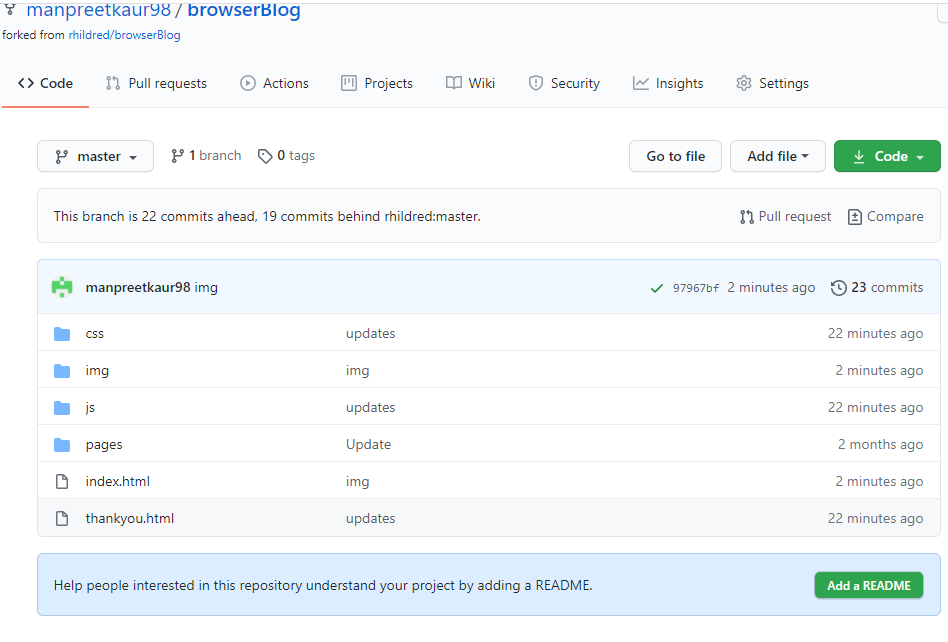 manpreetkaur98 / browserBlog
forked from rhildred/browserBlog
Code Pull requests Actions Projects Wiki Security Insights Settings
master 1 branch 0 tags Go to file Add file Code
This branch is 22 commits ahead, 19 commits behind rhildred:master. Pull request Compare
manpreetkaur98 img 97967bf 2 minutes ago 23 commits
css updates 22 minutes ago
img img 2 minutes ago
js updates 22 minutes ago
pages Update 2 months ago
index.html img 2 minutes ago
thankyou.html updates 22 minutes ago
Help people interested in this repository understand your project by adding a README. Add a README